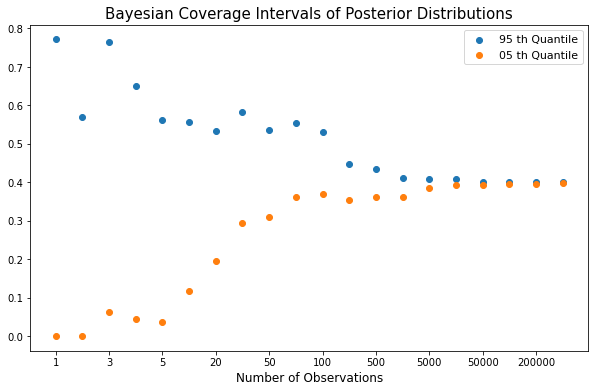 Bayesian Coverage Intervals of Posterior Distributions
95 th Quantile
05 th Quantile
0.8
0.7
0.6
0.5
0.4
0.3
0.2
0.1
0.0
1 3 5 20 50 100 500 5000 50000 200000
Number of Observations